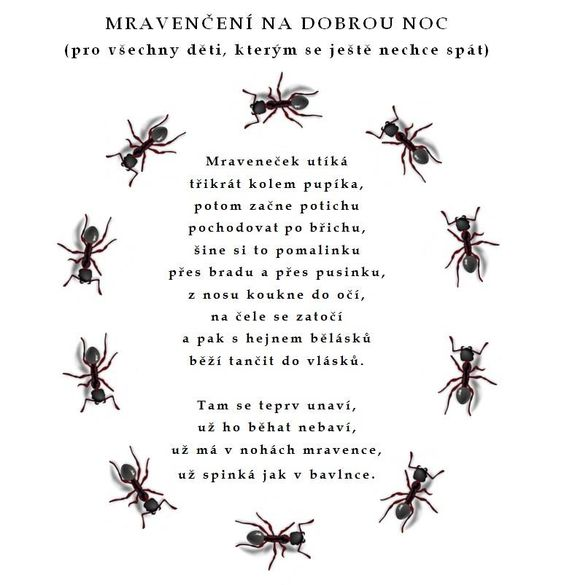 MRAVENČENÍ NA DOBROU NOC
(pro všechny děti, kterým se ještě nechce spát)
Mraveneček utíká
třikrát kolem pupíka,
potom začne potichu
pochodovat po břichu,
šine si to pomalinku
přes bradu a přes pusinku,
z nosu koukne do očí,
na čele se zatočí
a pak s hejnem bělásků
běží tančit do vlásků.
Tam se teprv unaví,
už ho běhat nebaví,
už má v nohách mravence,
už spinká jak v bavlnce.